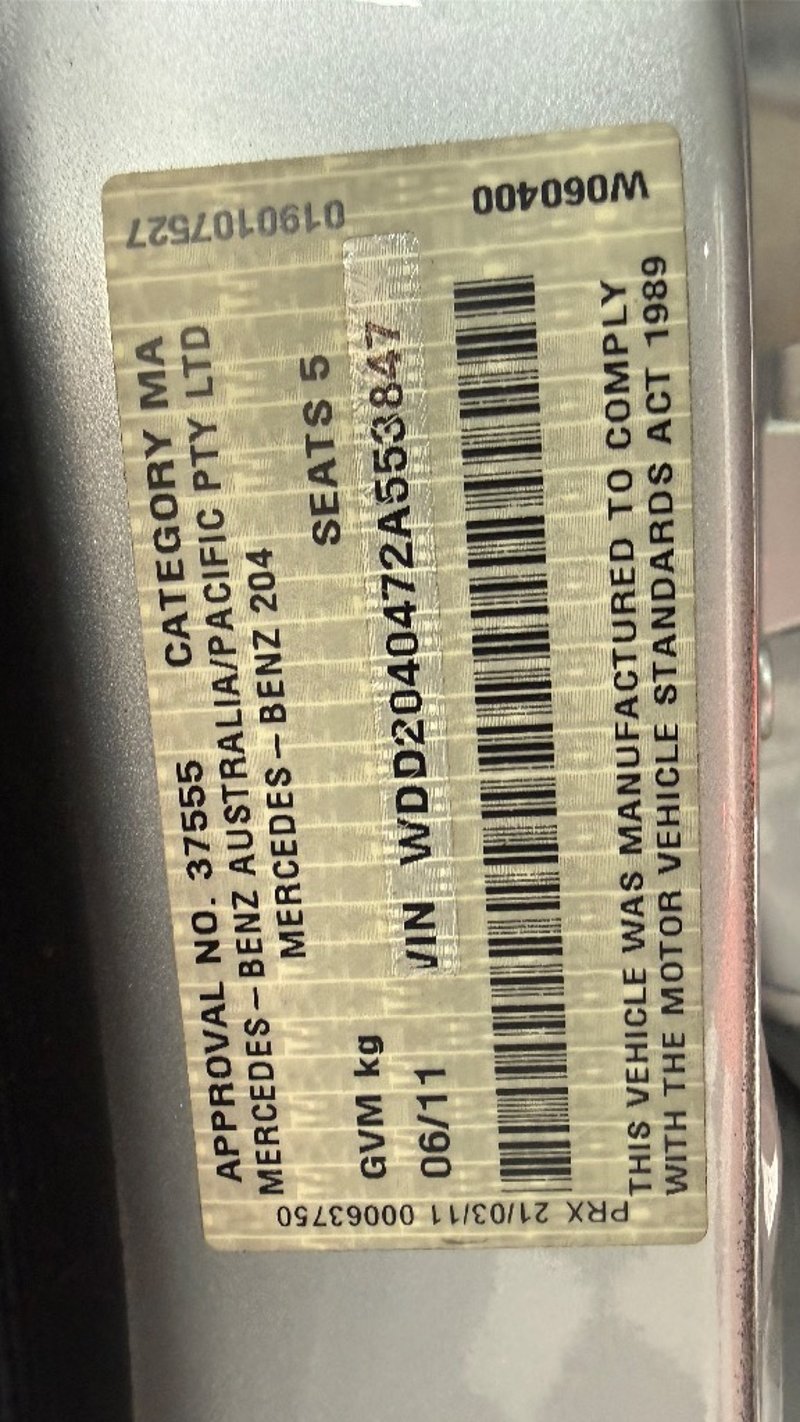 APPROVAL NO. 37555 CATEGORY MA
MERCEDES-BENZ AUSTRALIA/PACIFIC PTY LTD
MERCEDES-BENZ 204
SEATS 5
GVM kg
06/11 VIN WDD2040472A553847
THIS VEHICLE WAS MANUFACTURED TO COMPLY
WITH THE MOTOR VEHICLE STANDARDS ACT 1989
0190107527
W060400
PRX 21/03/11 00063750